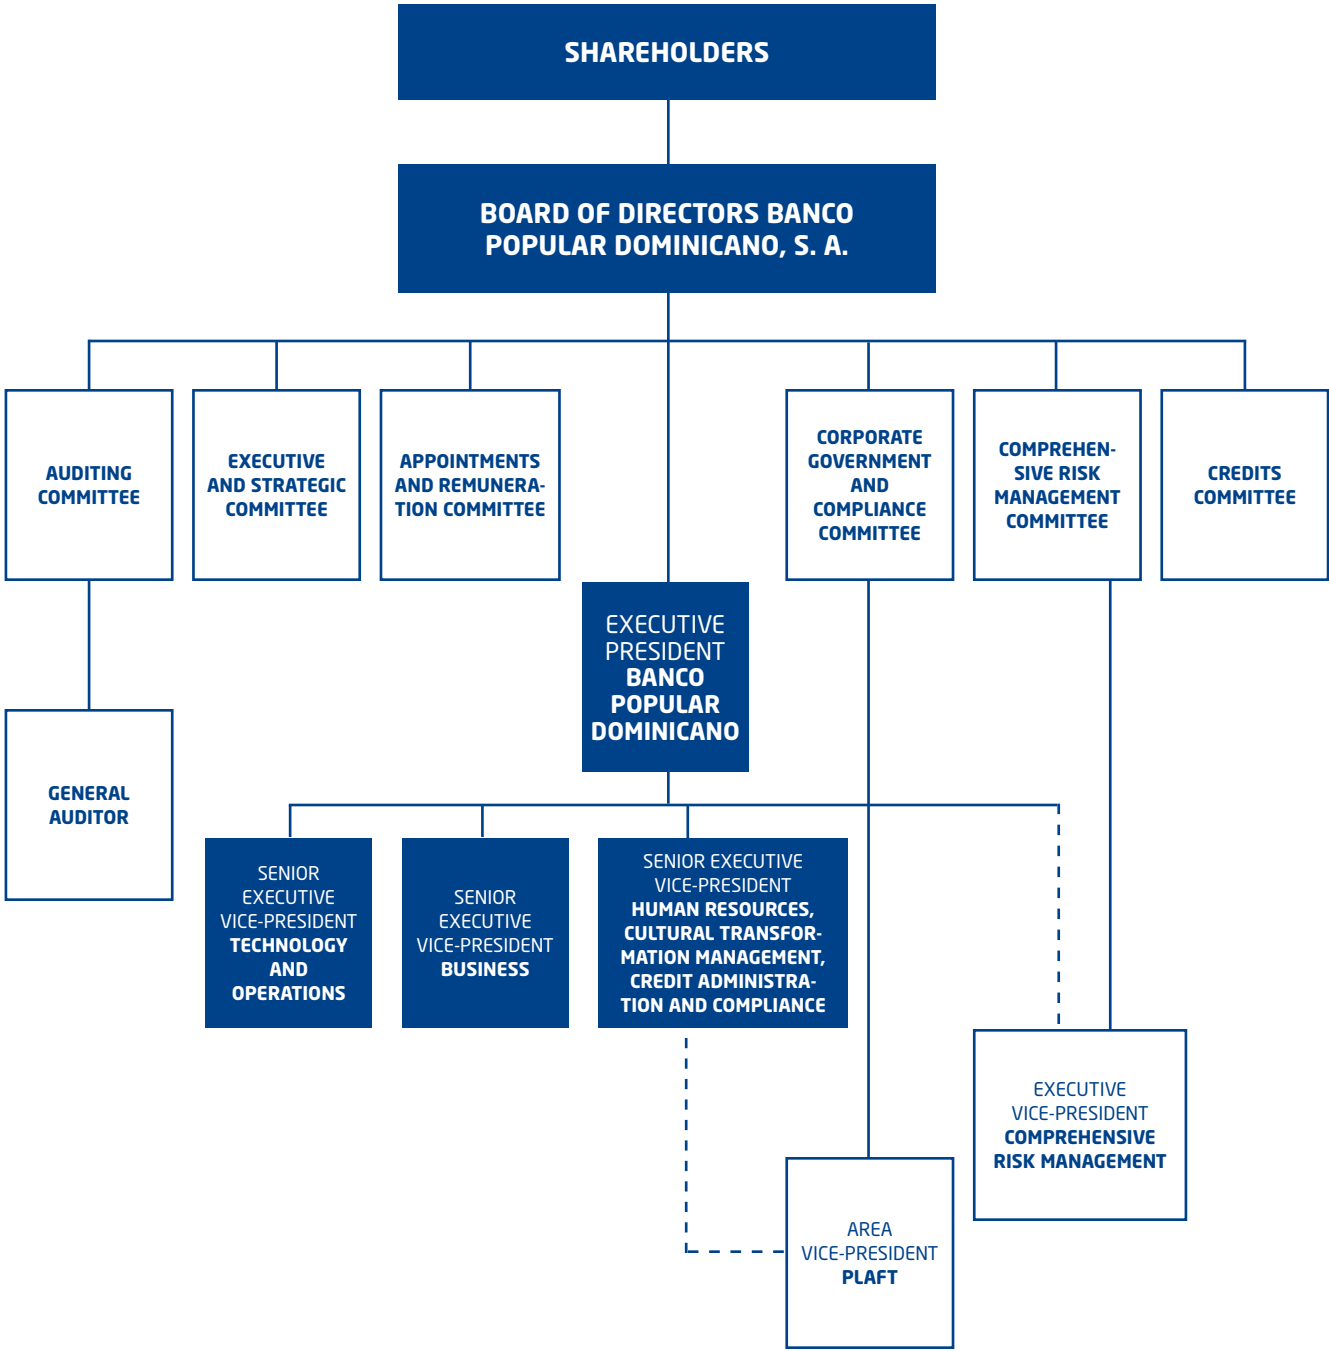 SHAREHOLDERS
BOARD OF DIRECTORS BANCO
POPULAR DOMINICANO, S. A.
AUDITING
COMMITTEE
EXECUTIVE
AND STRATEGIC
COMMITTEE
APPOINTMENTS
AND REMUNERA-
TION COMMITTEE
CORPORATE
GOVERNMENT
AND
COMPLIANCE
COMMITTEE
COMPREHEN-
SIVE RISK
MANAGEMENT
COMMITTEE
CREDITS
COMMITTEE
EXECUTIVE
PRESIDENT
BANCO
POPULAR
DOMINICANO
GENERAL
AUDITOR
SENIOR
EXECUTIVE
VICE-PRESIDENT
TECHNOLOGY
AND
OPERATIONS
SENIOR
EXECUTIVE
VICE-PRESIDENT
BUSINESS
SENIOR EXECUTIVE
VICE-PRESIDENT
HUMAN RESOURCES,
CULTURAL TRANSFOR-
MATION MANAGEMENT,
CREDIT ADMINISTRA-
TION AND COMPLIANCE
EXECUTIVE
VICE-PRESIDENT
COMPREHENSIVE
RISK MANAGEMENT
AREA
VICE-PRESIDENT
PLAFT